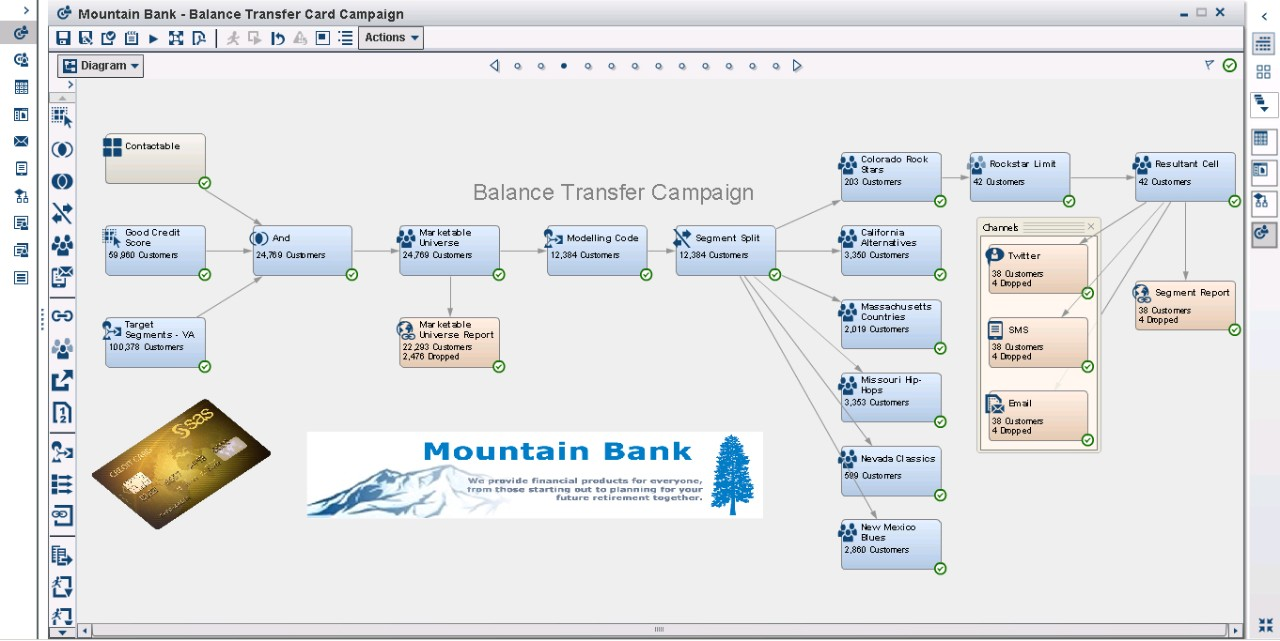 Mountain Bank - Balance Transfer Card Campaign
Actions
Diagram
Balance Transfer Campaign
Contactable
Good Credit
Score
59,960 Customers
Target
Segments - VA
100,378 Customers
And
24,769 Customers
Marketable
Universe
24,769 Customers
Marketable
Universe Report
22,293 Customers
2,476 Dropped
Modelling Code
12,384 Customers
Segment Split
12,384 Customers
Colorado Rock
Stars
203 Customers
California
Alternatives
3,350 Customers
Massachusetts
Countries
2,019 Customers
Missouri Hip-
Hops
3,353 Customers
Nevada Classics
599 Customers
New Mexico
Blues
2,860 Customers
Rockstar Limit
42 Customers
Resultant Cell
42 Customers
Channels
Twitter
38 Customers
4 Dropped
SMS
38 Customers
4 Dropped
Email
38 Customers
4 Dropped
Segment Report
38 Customers
4 Dropped
sas
CREDIT CARD
Mountain Bank
We provide financial products for everyone,
from those starting out to planning for your
future retirement together.